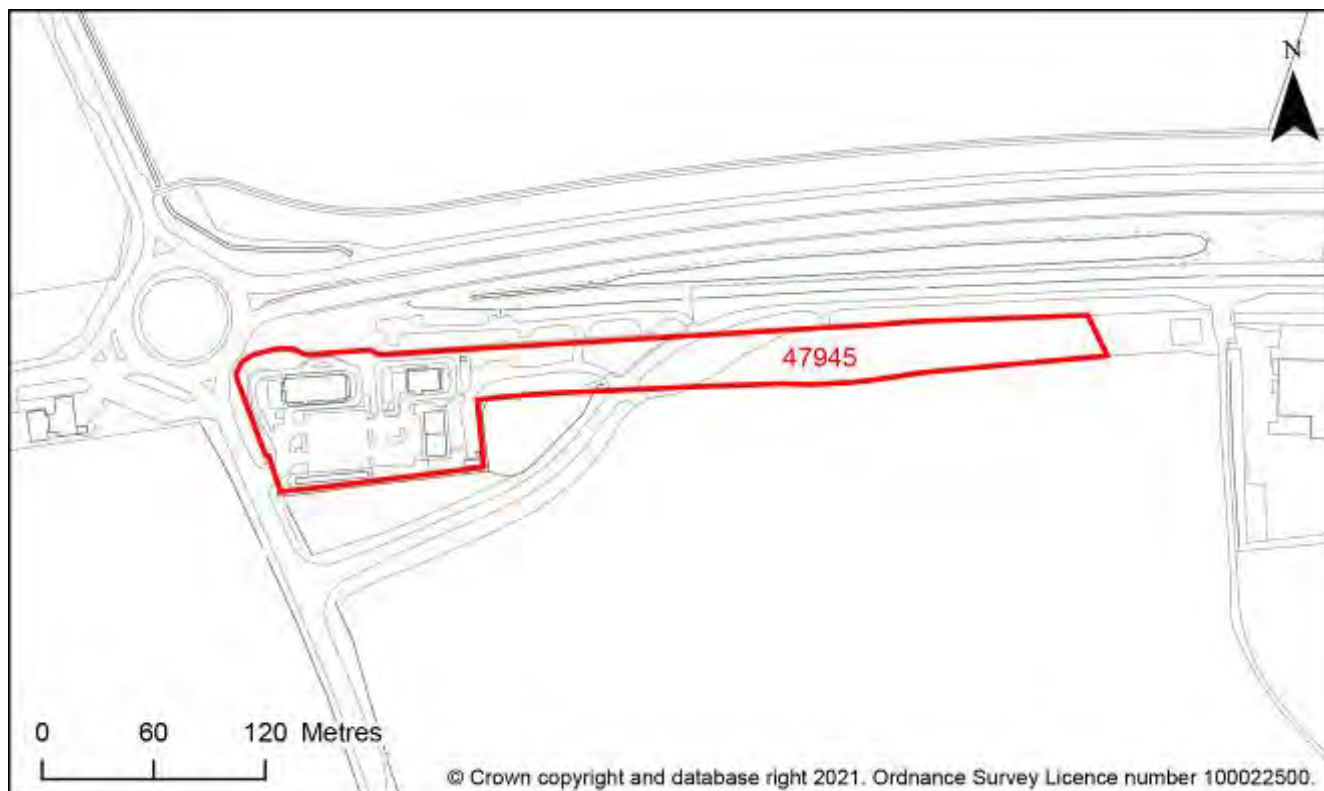 N
47945
0 60 120 Metres
© Crown copyright and database right 2021. Ordnance Survey Licence number 100022500.